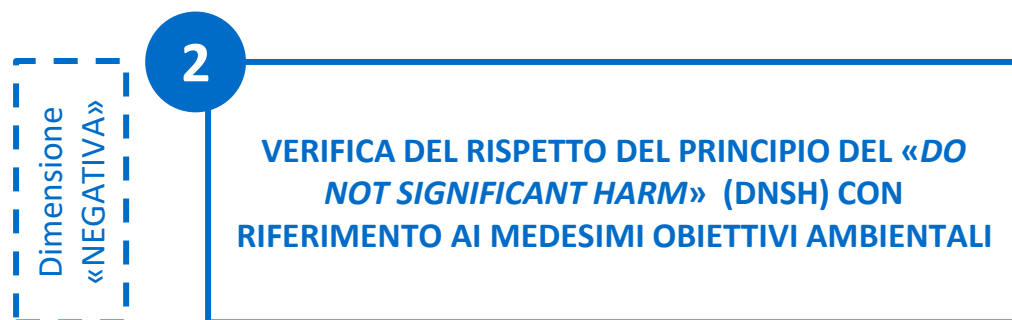 2
Dimensione
«NEGATIVA»
VERIFICA DEL RISPETTO DEL PRINCIPIO DEL «DO
NOT SIGNIFICANT HARM» (DNSH) CON
RIFERIMENTO AI MEDESIMI OBIETTIVI AMBIENTALI